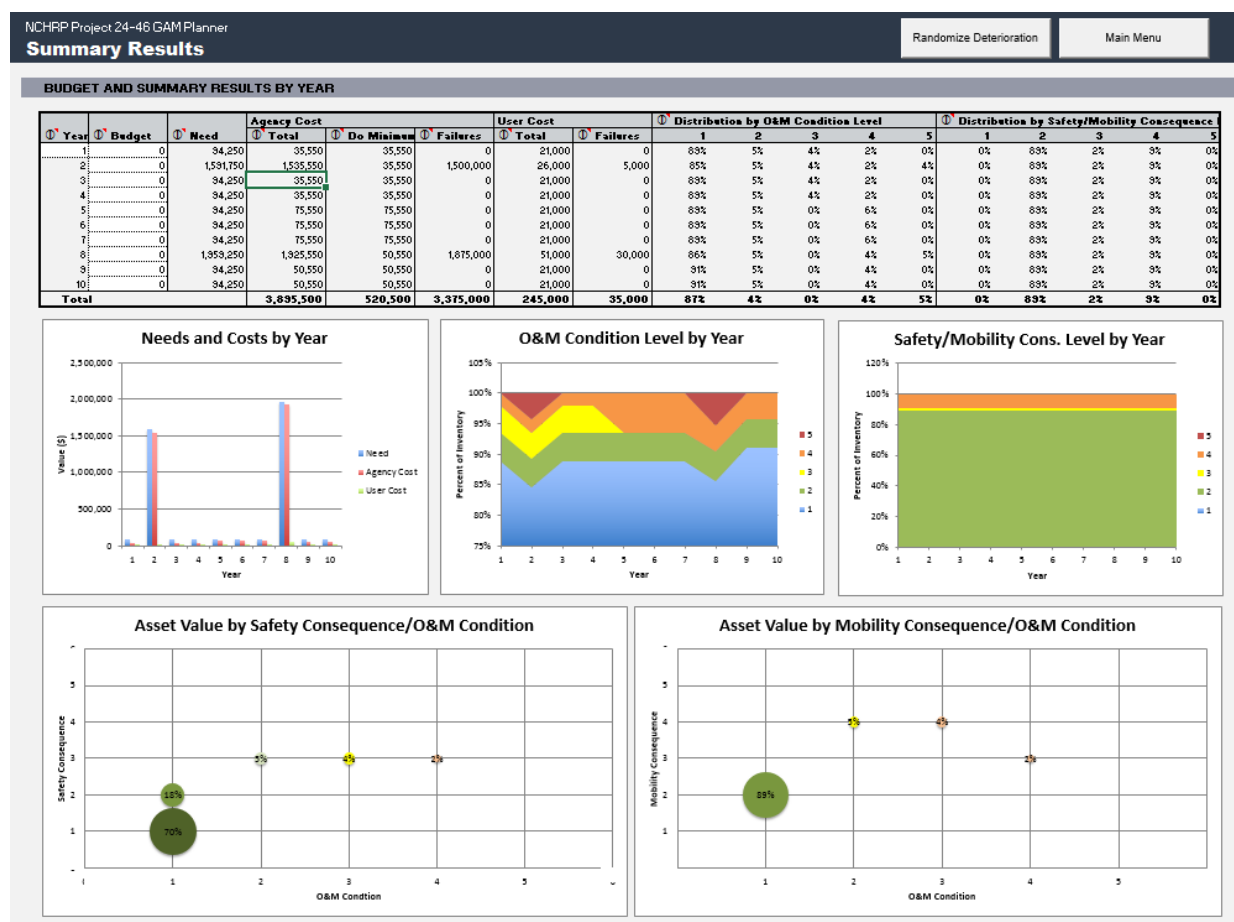 NCHRP Project 24-46 GAM Planner
Summary Results
Randomize Deterioration
Main Menu
BUDGET AND SUMMARY RESULTS BY YEAR
Agency Cost User Cost Distribution by O&M Condition Level Distribution by Safety/Mobility Consequence
Year Budget Need Total Do Minimum Failures Total Failures 1 2 3 4 5 1 2 3 4 5
1 0 94,250 35,550 35,550 0 21,000 0 89% 5% 4% 2% 0% 0% 89% 2% 9% 0%
2 0 1,591,750 1,535,550 35,550 1,500,000 26,000 5,000 85% 5% 4% 2% 4% 0% 89% 2% 9% 0%
3 0 94,250 35,550 35,550 0 21,000 0 89% 5% 4% 2% 0% 0% 89% 2% 9% 0%
4 0 94,250 35,550 35,550 0 21,000 0 89% 5% 4% 2% 0% 0% 89% 2% 9% 0%
5 0 94,250 75,550 75,550 0 21,000 0 89% 5% 0% 6% 0% 0% 89% 2% 9% 0%
6 0 94,250 75,550 75,550 0 21,000 0 89% 5% 0% 6% 0% 0% 89% 2% 9% 0%
7 0 94,250 75,550 75,550 0 21,000 0 89% 5% 0% 6% 0% 0% 89% 2% 9% 0%
8 0 1,959,250 1,925,550 50,550 1,875,000 51,000 30,000 86% 5% 0% 4% 5% 0% 89% 2% 9% 0%
9 0 94,250 50,550 50,550 0 21,000 0 91% 5% 0% 4% 0% 0% 89% 2% 9% 0%
10 0 94,250 50,550 50,550 0 21,000 0 91% 5% 0% 4% 0% 0% 89% 2% 9% 0%
Total 3,895,500 520,500 3,375,000 245,000 35,000 87% 4% 0% 4% 5% 0% 89% 2% 9% 0%
Needs and Costs by Year
2,500,000
2,000,000
1,500,000
1,000,000
500,000
0
Value ($)
1 2 3 4 5 6 7 8 9 10
Year
Need
Agency Cost
User Cost
O&M Condition Level by Year
105%
100%
95%
90%
85%
80%
75%
Percent of Inventory
1 2 3 4 5 6 7 8 9 10
Year
5
4
3
2
1
Safety/Mobility Cons. Level by Year
120%
100%
80%
60%
40%
20%
0%
Percent of Inventory
1 2 3 4 5 6 7 8 9 10
Year
5
4
3
2
1
Asset Value by Safety Consequence/O&M Condition
5
4
3
2
1
Safety Consequence
5% 4% 2%
18%
70%
1 2 3 4 5
O&M Condtion
Asset Value by Mobility Consequence/O&M Condition
5
4
3
2
1
Mobility Consequence
5% 4%
2%
89%
1 2 3 4 5
O&M Condition